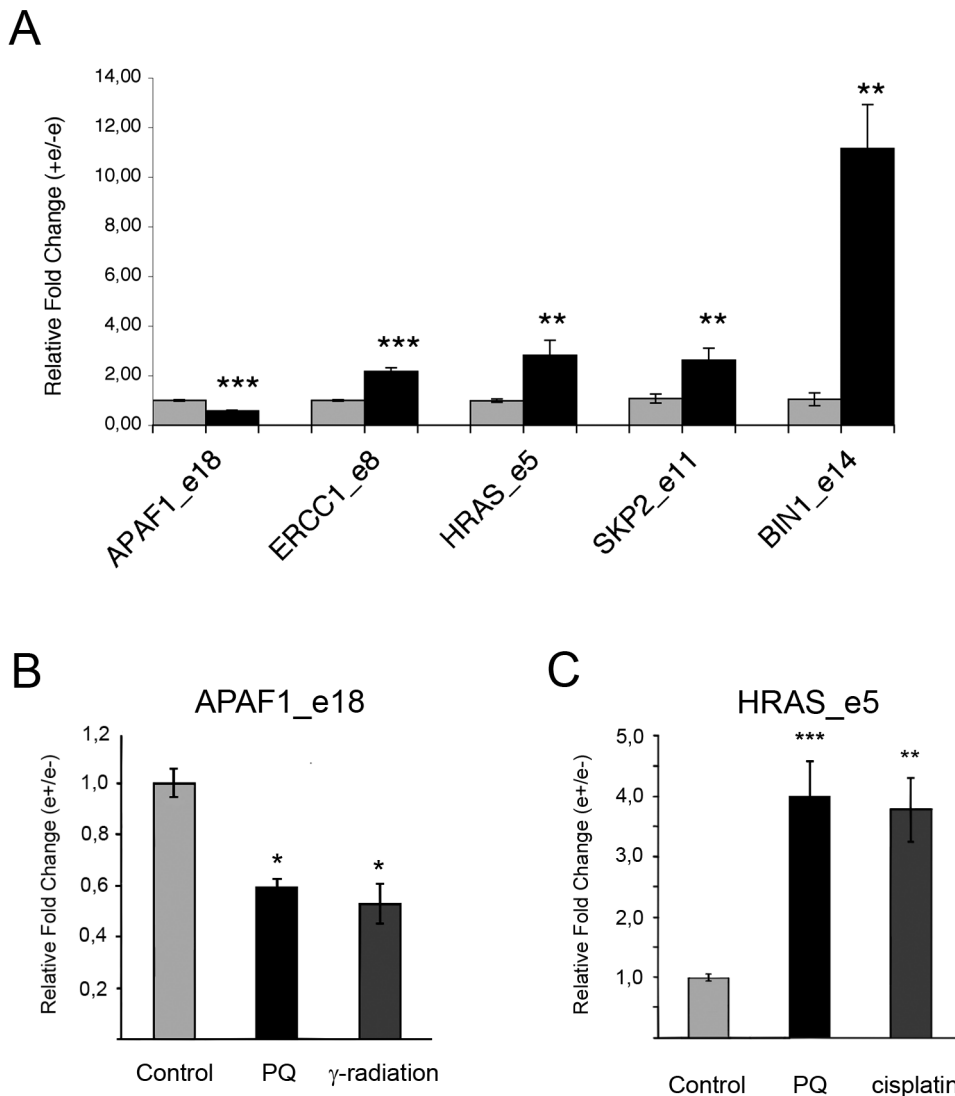 A
Relative Fold Change (+e/-e)
14,00
12,00
10,00
8,00
6,00
4,00
2,00
0,00
***
***
**
**
**
APAF1_e18
ERCC1_e8
HRAS_e5
SKP2_e11
BIN1_e14
B
APAF1_e18
Relative Fold Change (e+/e-)
1,2
1,0
0,8
0,6
0,4
0,2
*
*
Control PQ γ-radiation
C
HRAS_e5
Relative Fold Change (e+/e-)
5,0
4,0
3,0
2,0
1,0
***
**
Control PQ cisplatin